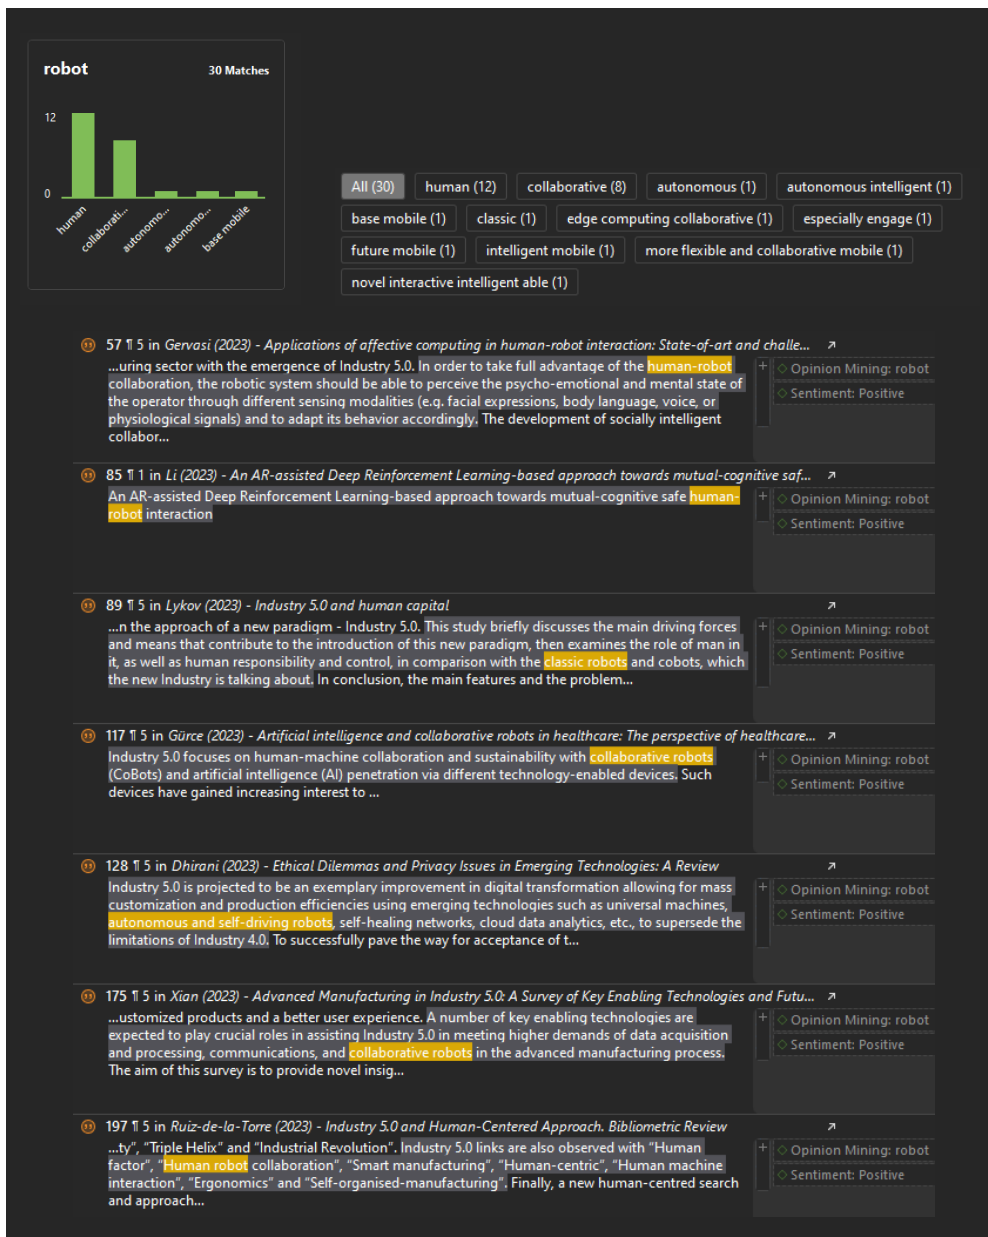 robot 30 Matches
12
0
human
collaborati...
autonomo...
autonomo...
base mobile
All (30) human (12) collaborative (8) autonomous (1) autonomous intelligent (1)
base mobile (1) classic (1) edge computing collaborative (1) especially engage (1)
future mobile (1) intelligent mobile (1) more flexible and collaborative mobile (1)
novel interactive intelligent able (1)
57 ¶ 5 in Gervasi (2023) - Applications of affective computing in human-robot interaction: State-of-art and challe... ↗
...uring sector with the emergence of Industry 5.0. In order to take full advantage of the human-robot
collaboration, the robotic system should be able to perceive the psycho-emotional and mental state of
the operator through different sensing modalities (e.g. facial expressions, body language, voice, or
physiological signals) and to adapt its behavior accordingly. The development of socially intelligent
collabor...
+
Opinion Mining: robot
Sentiment: Positive
85 ¶ 1 in Li (2023) - An AR-assisted Deep Reinforcement Learning-based approach towards mutual-cognitive saf... ↗
An AR-assisted Deep Reinforcement Learning-based approach towards mutual-cognitive safe human-
robot interaction
+
Opinion Mining: robot
Sentiment: Positive
89 ¶ 5 in Lykov (2023) - Industry 5.0 and human capital ↗
...n the approach of a new paradigm - Industry 5.0. This study briefly discusses the main driving forces
and means that contribute to the introduction of this new paradigm, then examines the role of man in
it, as well as human responsibility and control, in comparison with the classic robots and cobots, which
the new Industry is talking about. In conclusion, the main features and the problem...
+
Opinion Mining: robot
Sentiment: Positive
117 ¶ 5 in Gürce (2023) - Artificial intelligence and collaborative robots in healthcare: The perspective of healthcare... ↗
Industry 5.0 focuses on human-machine collaboration and sustainability with collaborative robots
(CoBots) and artificial intelligence (AI) penetration via different technology-enabled devices. Such
devices have gained increasing interest to ...
+
Opinion Mining: robot
Sentiment: Positive
128 ¶ 5 in Dhirani (2023) - Ethical Dilemmas and Privacy Issues in Emerging Technologies: A Review ↗
Industry 5.0 is projected to be an exemplary improvement in digital transformation allowing for mass
customization and production efficiencies using emerging technologies such as universal machines,
autonomous and self-driving robots, self-healing networks, cloud data analytics, etc., to supersede the
limitations of Industry 4.0. To successfully pave the way for acceptance of t...
+
Opinion Mining: robot
Sentiment: Positive
175 ¶ 5 in Xian (2023) - Advanced Manufacturing in Industry 5.0: A Survey of Key Enabling Technologies and Futu... ↗
...ustomized products and a better user experience. A number of key enabling technologies are
expected to play crucial roles in assisting Industry 5.0 in meeting higher demands of data acquisition
and processing, communications, and collaborative robots in the advanced manufacturing process.
The aim of this survey is to provide novel insig...
+
Opinion Mining: robot
Sentiment: Positive
197 ¶ 5 in Ruiz-de-la-Torre (2023) - Industry 5.0 and Human-Centered Approach. Bibliometric Review ↗
...ty”, “Triple Helix” and “Industrial Revolution”. Industry 5.0 links are also observed with “Human
factor”, “Human robot collaboration”, “Smart manufacturing”, “Human-centric”, “Human machine
interaction”, “Ergonomics” and “Self-organised-manufacturing”. Finally, a new human-centred search
and approach...
+
Opinion Mining: robot
Sentiment: Positive